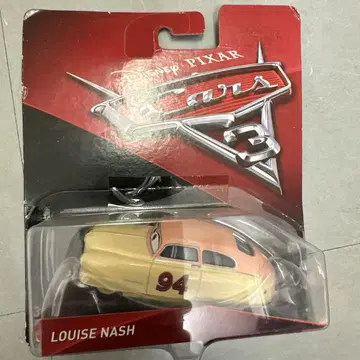 Disney PIXAR
Cars
3
94
LOUISE NASH